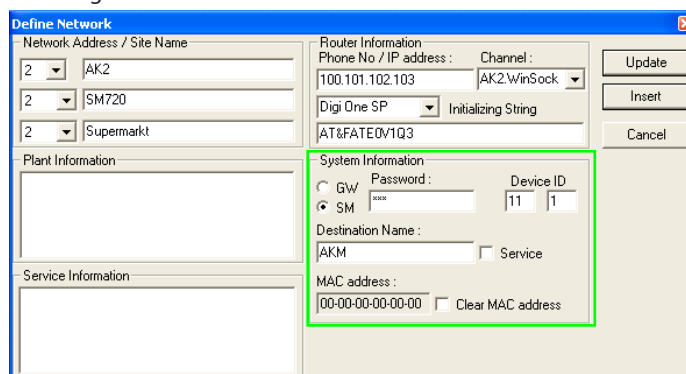 Define Network
Network Address / Site Name
2 AK2
2 SM720
2 Supermarkt
Plant Information
Service Information
Router Information
Phone No / IP address : Channel :
100.101.102.103 AK2.WinSock
Digi One SP Initializing String
AT&FATE0V1Q3
System Information
GW Password : Device ID
SM *** 11 1
Destination Name :
AKM Service
MAC address :
00-00-00-00-00-00 Clear MAC address
Update
Insert
Cancel